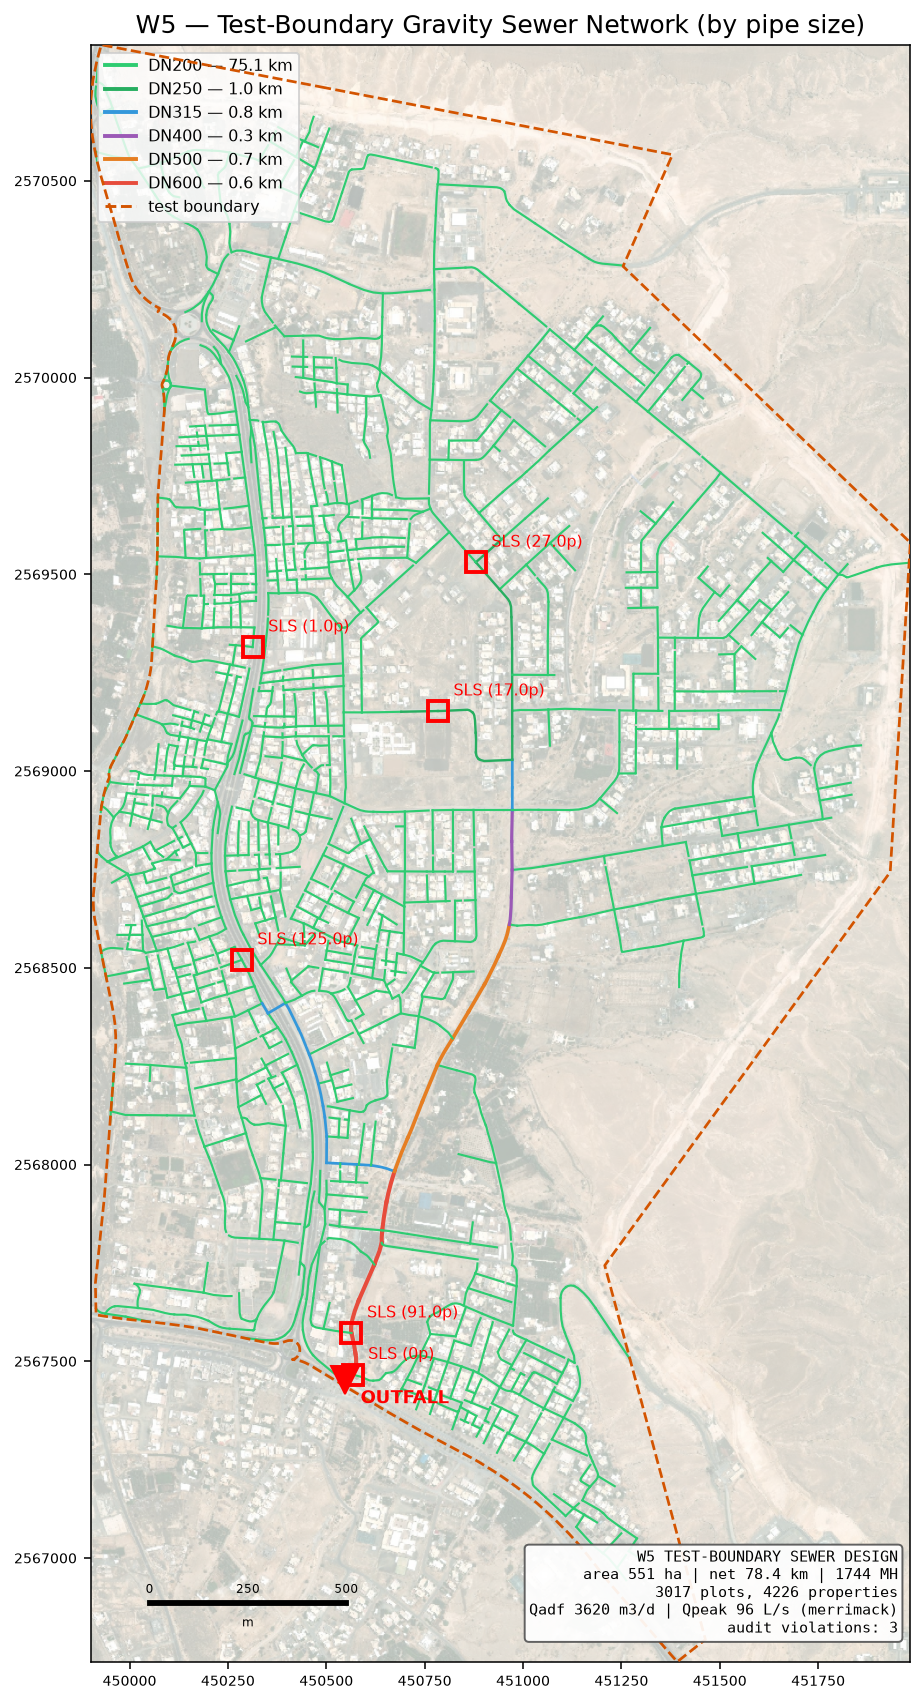 W5 — Test-Boundary Gravity Sewer Network (by pipe size)
DN200 — 75.1 km
DN250 — 1.0 km
DN315 — 0.8 km
DN400 — 0.3 km
DN500 — 0.7 km
DN600 — 0.6 km
test boundary
2570500
2570000
2569500
2569000
2568500
2568000
2567500
2567000
SLS (27.0p)
SLS (1.0p)
SLS (17.0p)
SLS (125.0p)
SLS (91.0p)
SLS (0p)
OUTFALL
0 250 500
m
W5 TEST-BOUNDARY SEWER DESIGN
area 551 ha | net 78.4 km | 1744 MH
3017 plots, 4226 properties
Qadf 3620 m3/d | Qpeak 96 L/s (merrimack)
audit violations: 3
450000 450250 450500 450750 451000 451250 451500 451750